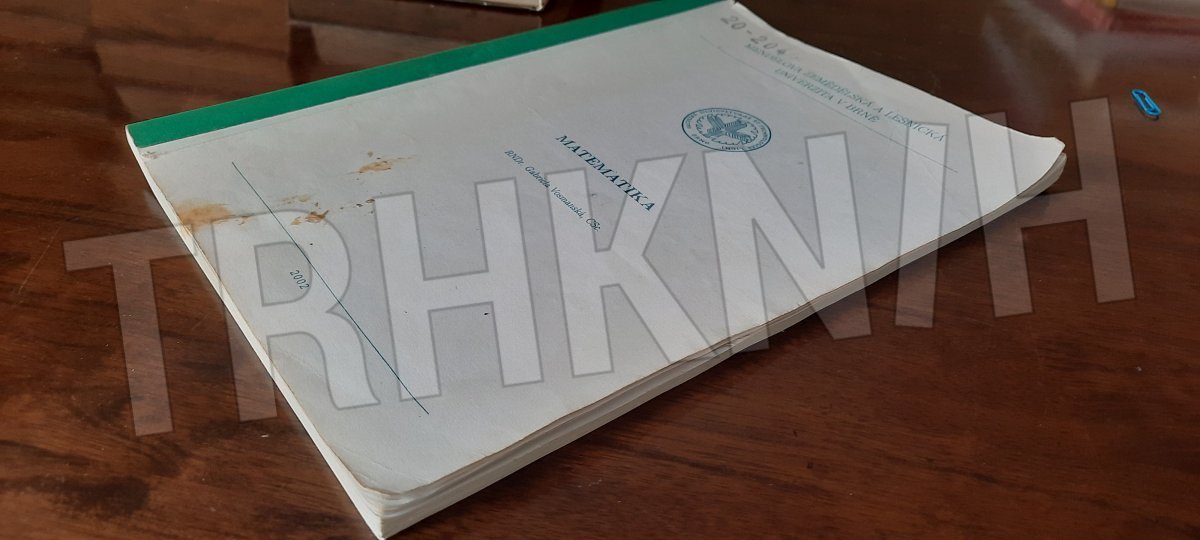 20-204
MENDELOVA ZEMĚDĚLSKÁ A LESNICKÁ
UNIVERZITA V BRNĚ
MATEMATIKA
RNDr. Gabriela Vosmanská, CSc.
2002
TRHKNIH